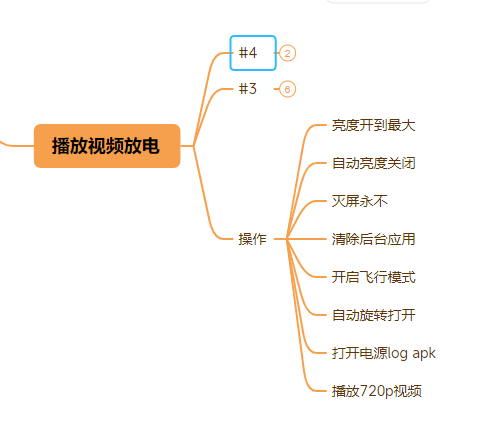 #4
2
#3
6
播放视频放电
操作
亮度开到最大
自动亮度关闭
灭屏永不
清除后台应用
开启飞行模式
自动旋转打开
打开电源log apk
播放720p视频